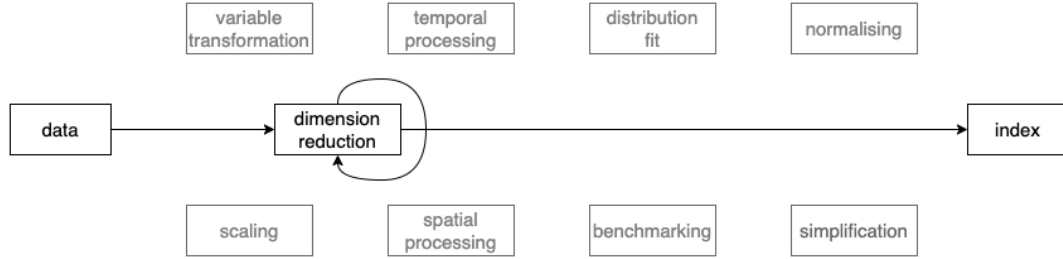 variable
transformation
temporal
processing
distribution
fit
normalising
data
dimension
reduction
index
scaling
spatial
processing
benchmarking
simplification